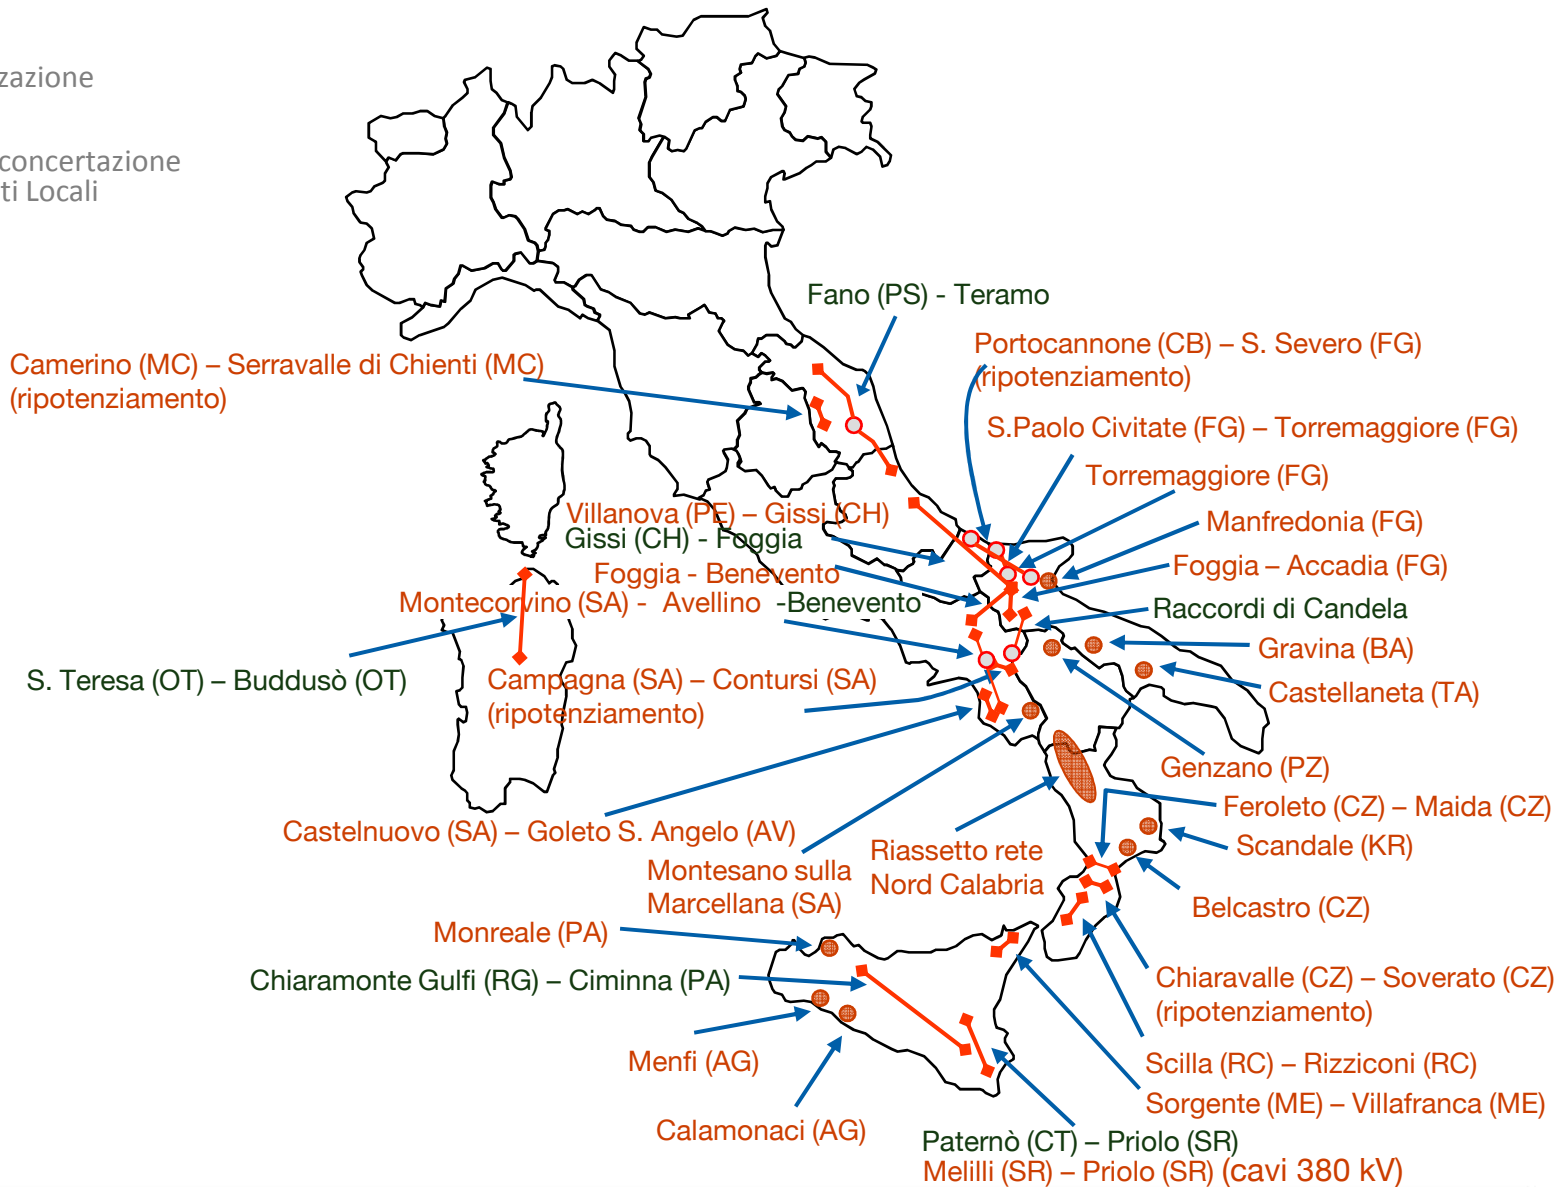 zazione
concertazione
ti Locali
Fano (PS) - Teramo
Camerino (MC) – Serravalle di Chienti (MC)
(ripotenziamento)
Portocannone (CB) – S. Severo (FG)
(ripotenziamento)
S.Paolo Civitate (FG) – Torremaggiore (FG)
Torremaggiore (FG)
Villanova (PE) – Gissi (CH)
Manfredonia (FG)
Gissi (CH) - Foggia
Foggia - Benevento
Foggia – Accadia (FG)
Montecorvino (SA) - Avellino -Benevento
Raccordi di Candela
Gravina (BA)
S. Teresa (OT) – Buddusò (OT)
Campagna (SA) – Contursi (SA)
(ripotenziamento)
Castellaneta (TA)
Genzano (PZ)
Feroleto (CZ) – Maida (CZ)
Castelnuovo (SA) – Goleto S. Angelo (AV)
Scandale (KR)
Riassetto rete
Nord Calabria
Montesano sulla
Marcellana (SA)
Belcastro (CZ)
Monreale (PA)
Chiaramonte Gulfi (RG) – Ciminna (PA)
Chiaravalle (CZ) – Soverato (CZ)
(ripotenziamento)
Menfi (AG)
Scilla (RC) – Rizziconi (RC)
Sorgente (ME) – Villafranca (ME)
Calamonaci (AG)
Paternò (CT) – Priolo (SR)
Melilli (SR) – Priolo (SR) (cavi 380 kV)